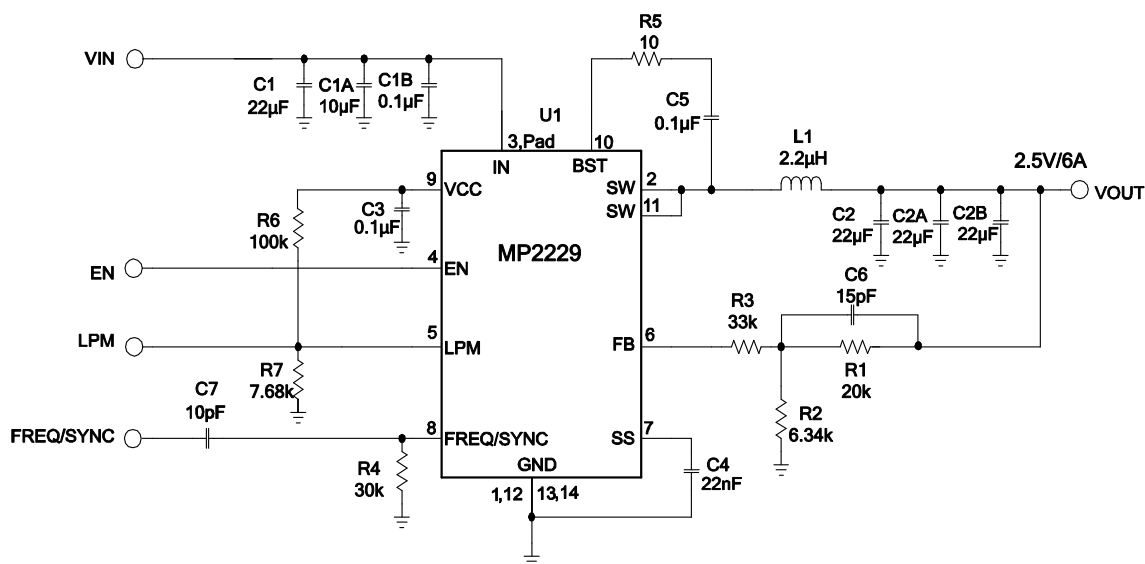 R5
10
VIN
C1
22µF
C1A
10µF
C1B
0.1µF
C5
0.1µF
U1
3,Pad
10
IN
BST
L1
2.2µH
2.5V/6A
9
VCC
SW
2
SW
11
VOUT
C3
0.1µF
R6
100k
C2
22µF
C2A
22µF
C2B
22µF
MP2229
EN
4
EN
C6
15pF
R3
33k
LPM
5
LPM
FB
6
R1
20k
R7
7.68k
C7
10pF
R2
6.34k
FREQ/SYNC
8
FREQ/SYNC
SS
7
R4
30k
GND
C4
22nF
1,12
13,14